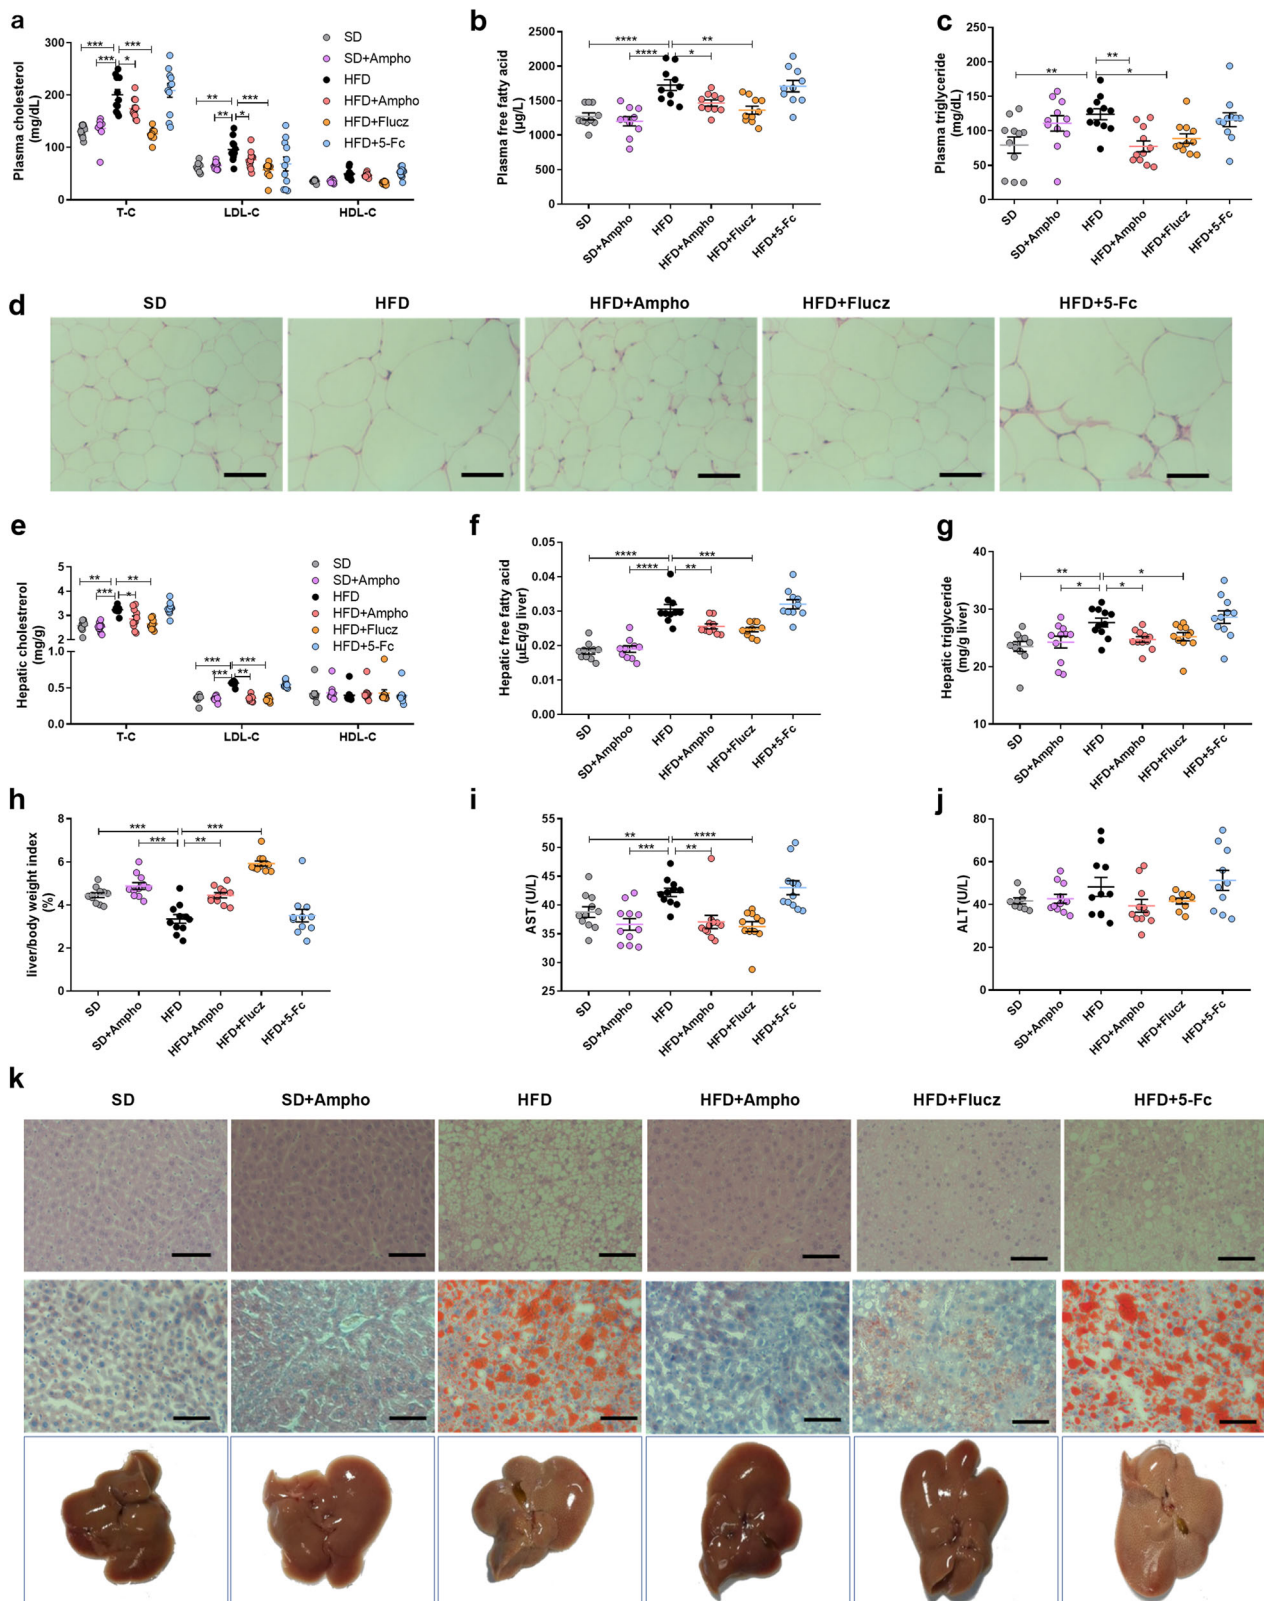 a
Plasma cholesterol
(mg/dL)
300
200
100
0
***
***
***
*
**
**
***
*
T-C
LDL-C
HDL-C
SD
SD+Ampho
HFD
HFD+Ampho
HFD+Flucz
HFD+5-Fc
b
Plasma free fatty acid
(µg/L)
2500
2000
1500
1000
500
0
****
**
****
*
SD
SD+Ampho
HFD
HFD+Ampho
HFD+Flucz
HFD+5-Fc
c
Plasma triglyceride
(mg/dL)
250
200
150
100
50
0
**
**
*
SD
SD+Ampho
HFD
HFD+Ampho
HFD+Flucz
HFD+5-Fc
d
SD
HFD
HFD+Ampho
HFD+Flucz
HFD+5-Fc
e
Hepatic cholestrerol
(mg/g)
5
4
3
2
1.0
0.5
0.0
**
**
***
*
***
***
***
**
T-C
LDL-C
HDL-C
SD
SD+Ampho
HFD
HFD+Ampho
HFD+Flucz
HFD+5-Fc
f
Hepatic free fatty acid
(µEq/g liver)
0.05
0.04
0.03
0.02
0.01
0.00
****
***
****
**
SD
SD+Amphoo
HFD
HFD+Ampho
HFD+Flucz
HFD+5-Fc
g
Hepatic triglyceride
(mg/g liver)
40
30
20
10
**
*
*
*
SD
SD+Ampho
HFD
HFD+Ampho
HFD+Flucz
HFD+5-Fc
h
liver/body weight index
(%)
8
6
4
2
0
***
***
***
**
SD
SD+Ampho
HFD
HFD+Ampho
HFD+Flucz
HFD+5-Fc
i
AST (U/L)
55
50
45
40
35
30
25
**
****
***
**
SD
SD+Ampho
HFD
HFD+Ampho
HFD+Flucz
HFD+5-Fc
j
ALT (U/L)
80
60
40
20
0
SD
SD+Ampho
HFD
HFD+Ampho
HFD+Flucz
HFD+5-Fc
k
SD
SD+Ampho
HFD
HFD+Ampho
HFD+Flucz
HFD+5-Fc